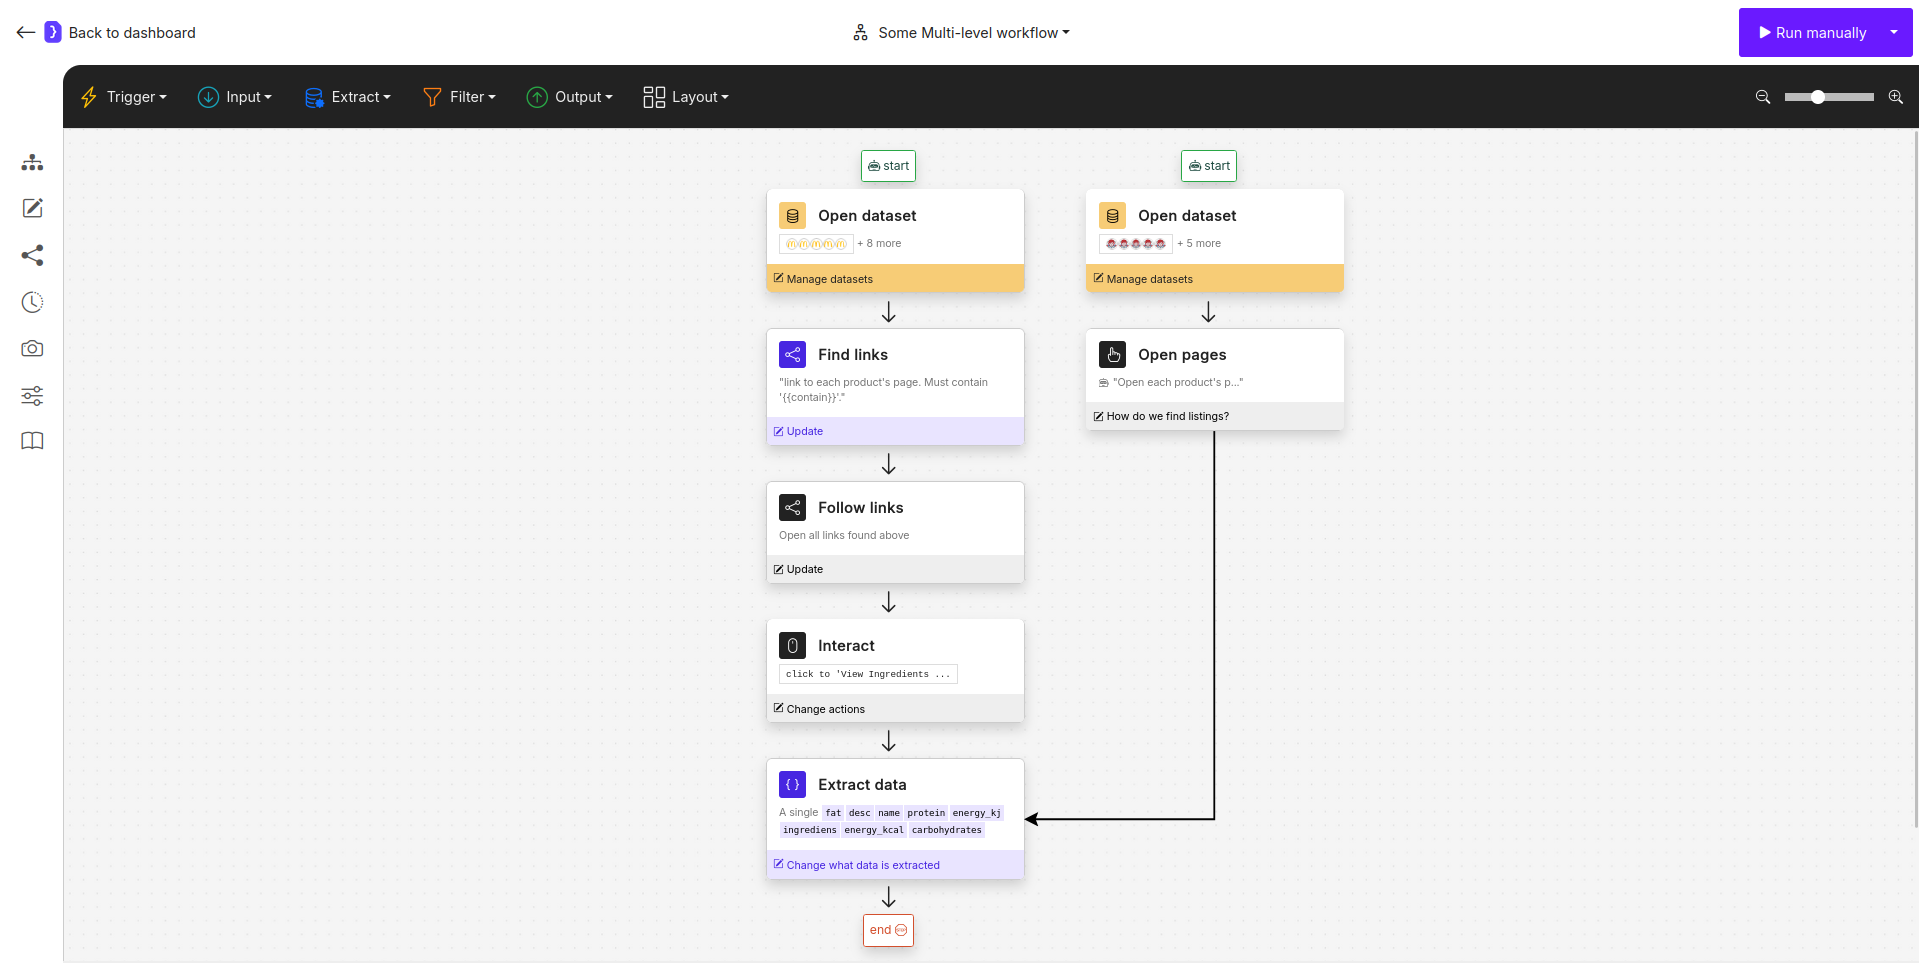 Back to dashboard
Some Multi-level workflow
Run manually
Trigger
Input
Extract
Filter
Output
Layout
start
Open dataset
+ 8 more
Manage datasets
Find links
"link to each product's page. Must contain
'{{contain}}'."
Update
Follow links
Open all links found above
Update
Interact
click to 'View Ingredients ...
Change actions
Extract data
A single fat desc name protein energy_kj
ingrediens energy_kcal carbohydrates
Change what data is extracted
end
start
Open dataset
+ 5 more
Manage datasets
Open pages
"Open each product's p..."
How do we find listings?